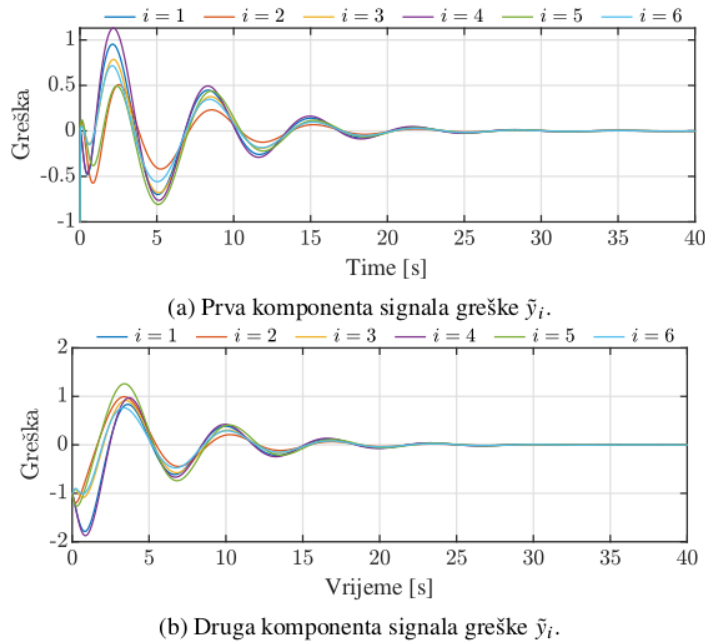 i = 1 i = 2 i = 3 i = 4 i = 5 i = 6
1
0.5
0
-0.5
-1
Greška
0 5 10 15 20 25 30 35 40
Time [s]
(a) Prva komponenta signala greške ỹᵢ.
i = 1 i = 2 i = 3 i = 4 i = 5 i = 6
2
1
0
-1
-2
Greška
0 5 10 15 20 25 30 35 40
Vrijeme [s]
(b) Druga komponenta signala greške ỹᵢ.